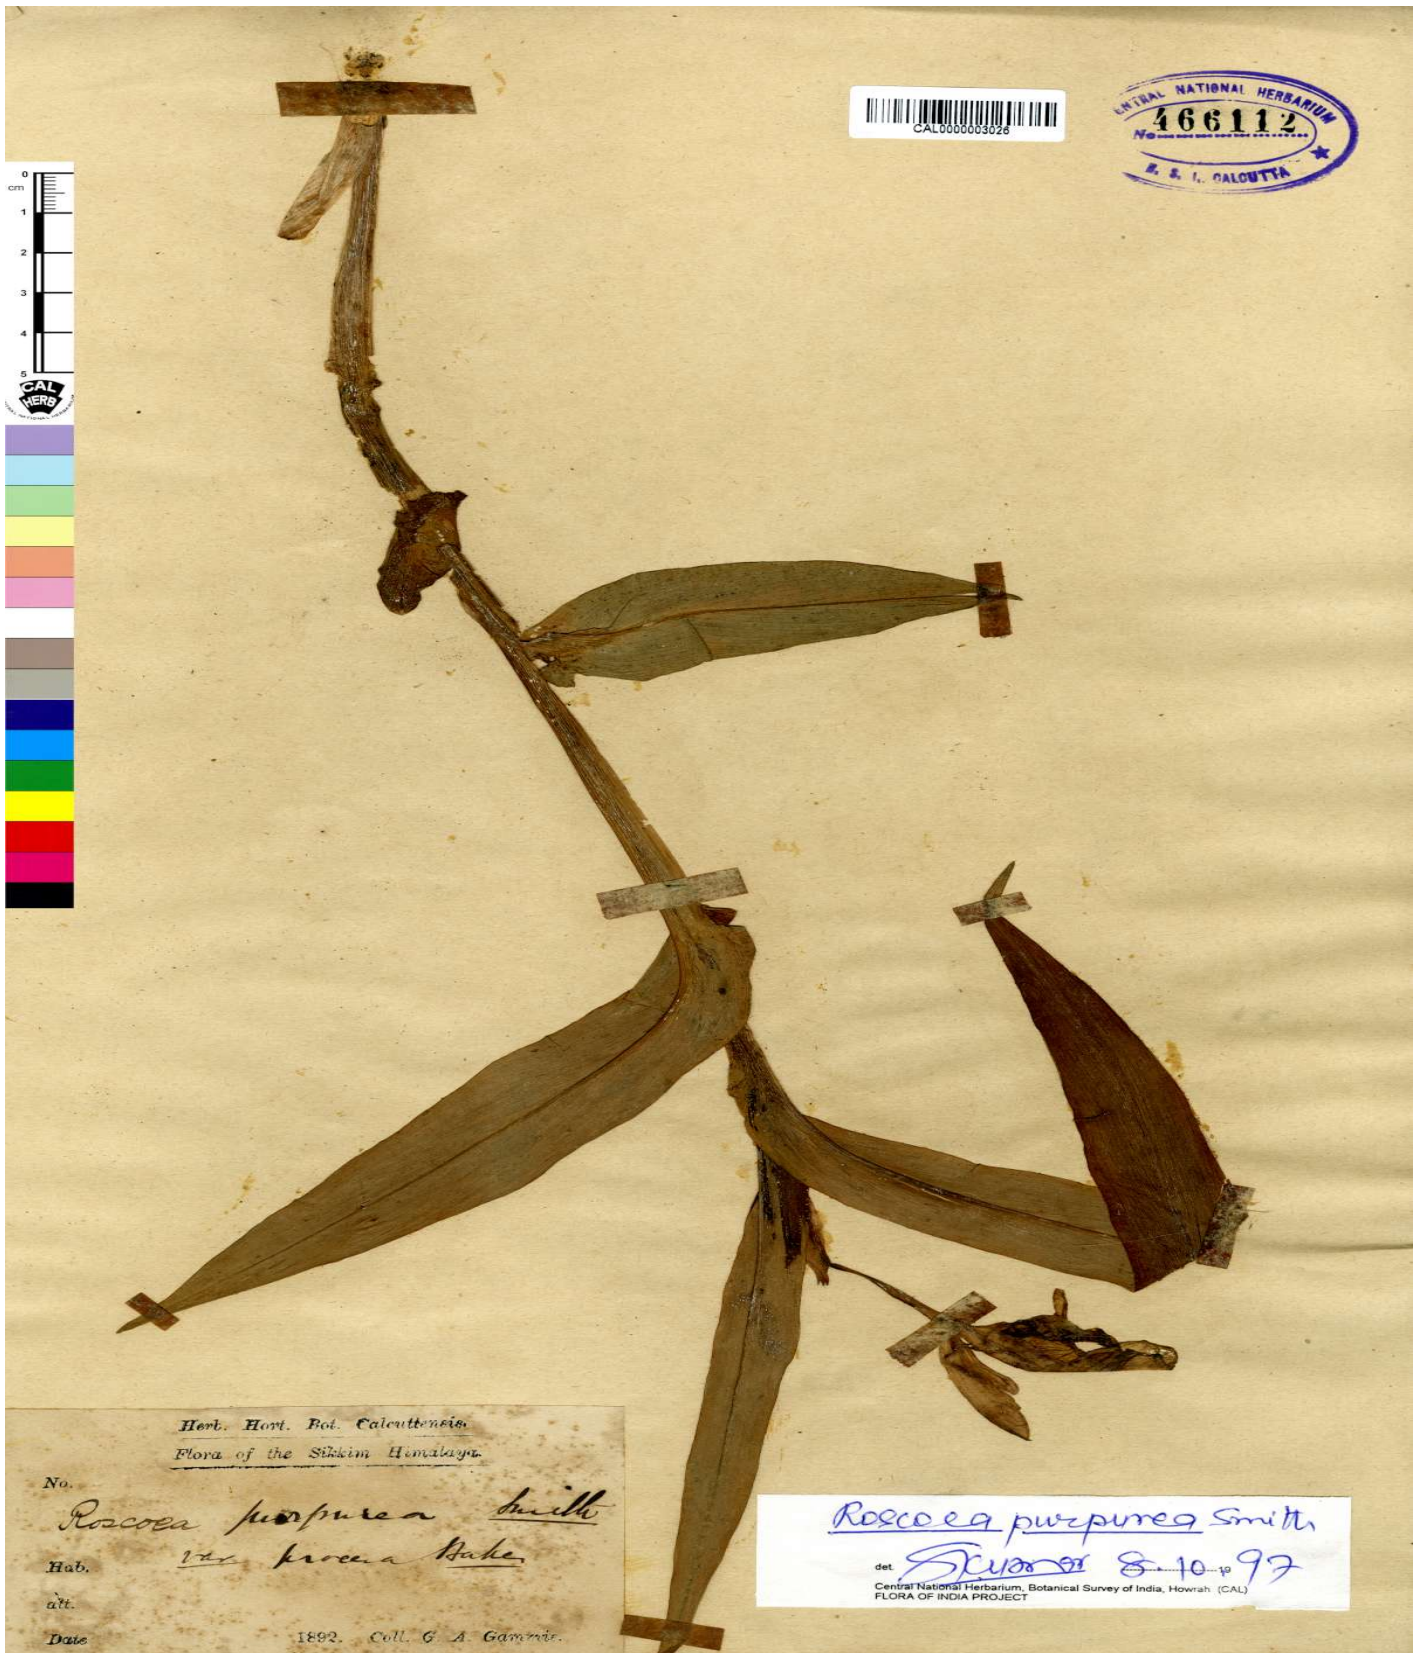 CAL0000003026
ENTRAL NATIONAL HERBARIUM
No 466112
B. S. I. CALCUTTA
0
cm
1
2
3
4
5
CAL
HERB
Herb. Hort. Bot. Calcuttensis.
Flora of the Sikkim Himalaya.
No.
Roscoea purpurea Smith
var procera Baker
Hab.
alt.
Date 1892. Coll. G. A. Gammie.
Roscoea purpurea Smith
det. 8.10.1997
Central National Herbarium, Botanical Survey of India, Howrah (CAL)
FLORA OF INDIA PROJECT